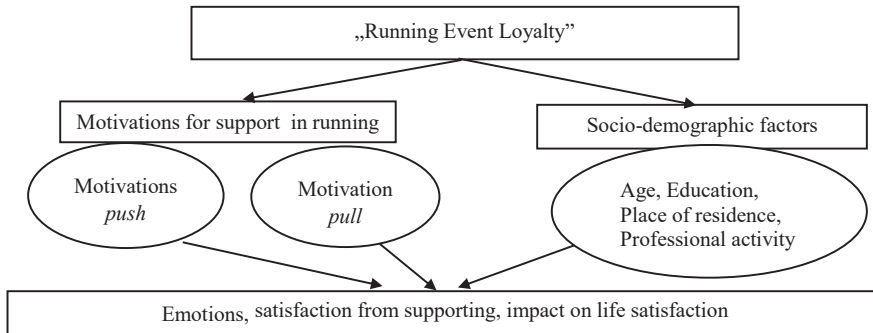 „Running Event Loyalty”
Motivations for support in running
Socio-demographic factors
Motivations
push
Motivation
pull
Age, Education,
Place of residence,
Professional activity
Emotions, satisfaction from supporting, impact on life satisfaction